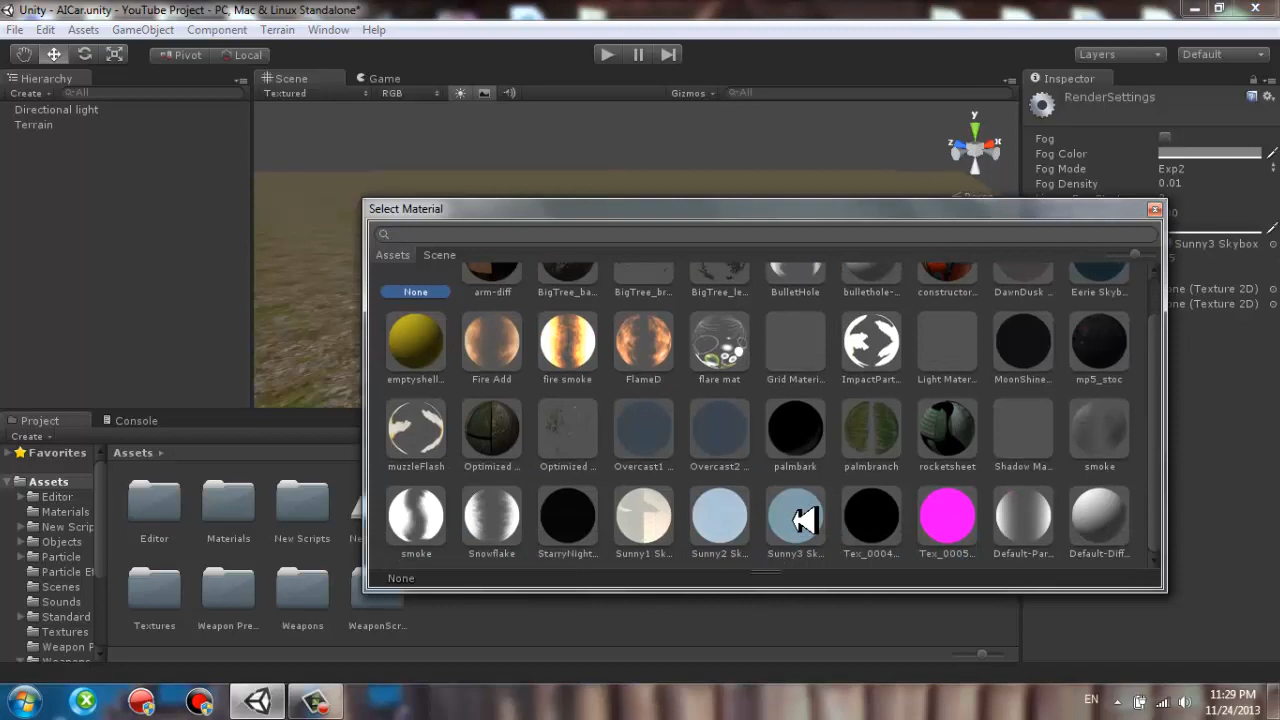 Unity - AICar.unity - YouTube Project - PC, Mac & Linux Standalone*
File Edit Assets GameObject Component Terrain Window Help
Pivot Local
Layers Default
Hierarchy
Create All
Directional light
Terrain
Scene Game
Textured RGB Gizmos All
y
z x
Inspector
RenderSettings
Fog
Fog Color
Fog Mode Exp2
Fog Density 0.01
Sunny3 Skybox
one (Texture 2D)
one (Texture 2D)
Select Material
Assets Scene
None arm-diff BigTree_ba... BigTree_br... BigTree_le... BulletHole bullethole-... constructor... DawnDusk ... Eerie Skyb...
emptyshell... Fire Add fire smoke FlameD flare mat Grid Materi... ImpactPart... Light Mater... MoonShine... mp5_stoc
muzzleFlash Optimized ... Optimized ... Overcast1 ... Overcast2 ... palmbark palmbranch rocketsheet Shadow Ma... smoke
smoke Snowflake StarryNight... Sunny1 Sk... Sunny2 Sk... Sunny3 Sk... Tex_0004... Tex_0005... Default-Par... Default-Diff...
None
Project Console
Create
Favorites
Assets
Editor
Materials
New Scrip
Objects
Particle
Particle Ef
Scenes
Sounds
Standard
Textures
Weapon P
Weapons
Assets
Editor Materials New Scripts
Textures Weapon Pre... Weapons WeaponScr...
EN
11:29 PM
11/24/2013